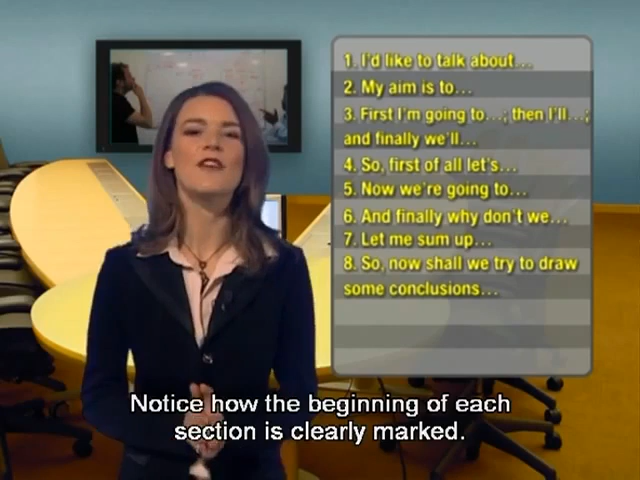 1. I'd like to talk about...
2. My aim is to...
3. First I'm going to...; then I'll...;
and finally we'll...
4. So, first of all let's...
5. Now we're going to...
6. And finally why don't we...
7. Let me sum up...
8. So, now shall we try to draw
some conclusions...
Notice how the beginning of each
section is clearly marked.